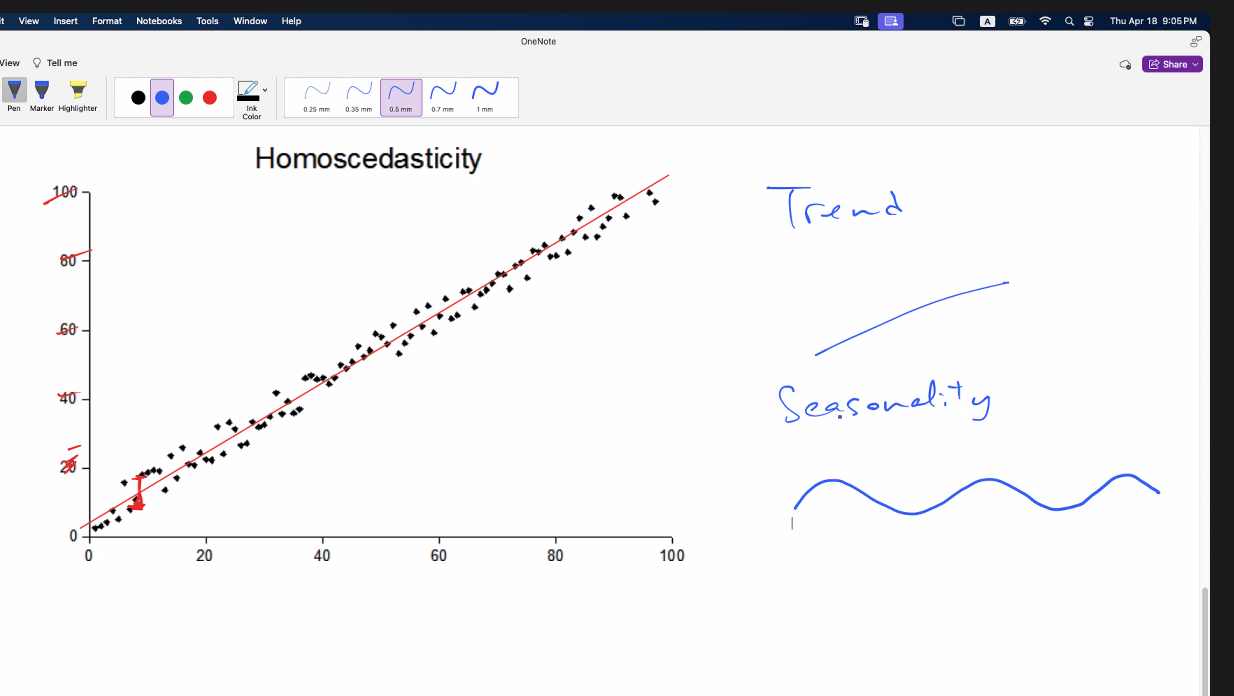 it View Insert Format Notebooks Tools Window Help A Thu Apr 18 9:05 PM
OneNote
View Tell me Share
Pen Marker Highlighter Ink Color 0.25 mm 0.35 mm 0.5 mm 0.7 mm 1 mm
Homoscedasticity
100
80
60
40
20
0
0 20 40 60 80 100
Trend
Seasonality